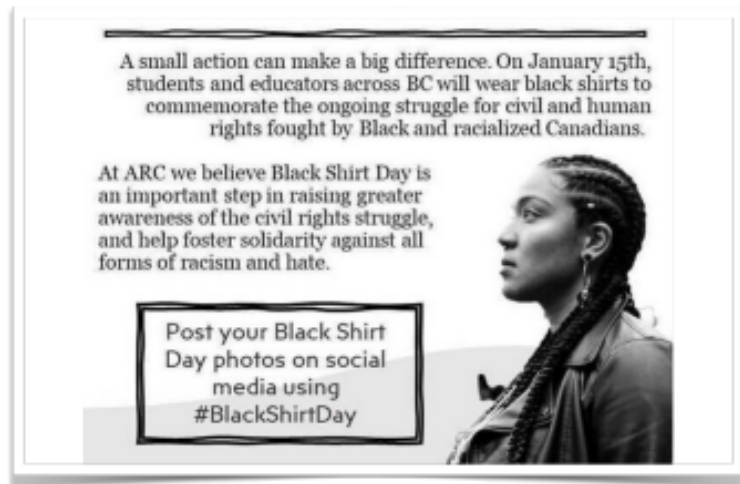 A small action can make a big difference. On January 15th,
students and educators across BC will wear black shirts to
commemorate the ongoing struggle for civil and human
rights fought by Black and racialized Canadians.
At ARC we believe Black Shirt Day is
an important step in raising greater
awareness of the civil rights struggle,
and help foster solidarity against all
forms of racism and hate.
Post your Black Shirt
Day photos on social
media using
#BlackShirtDay